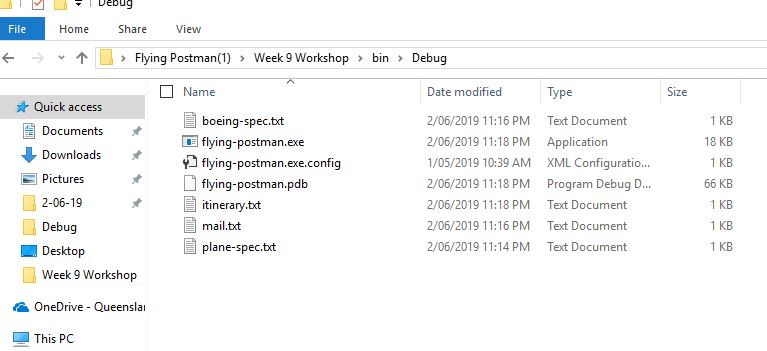 Debug
File Home Share View
Flying Postman(1) > Week 9 Workshop > bin > Debug
Name Date modified Type Size
Quick access
Documents
Downloads
Pictures
2-06-19
Debug
Desktop
Week 9 Workshop
OneDrive - Queenslan
This PC
boeing-spec.txt 2/06/2019 11:16 PM Text Document 1 KB
flying-postman.exe 2/06/2019 11:18 PM Application 18 KB
flying-postman.exe.config 1/05/2019 10:39 AM XML Configuratio... 1 KB
flying-postman.pdb 2/06/2019 11:18 PM Program Debug D... 66 KB
itinerary.txt 2/06/2019 11:18 PM Text Document 1 KB
mail.txt 2/06/2019 11:16 PM Text Document 1 KB
plane-spec.txt 2/06/2019 11:14 PM Text Document 1 KB